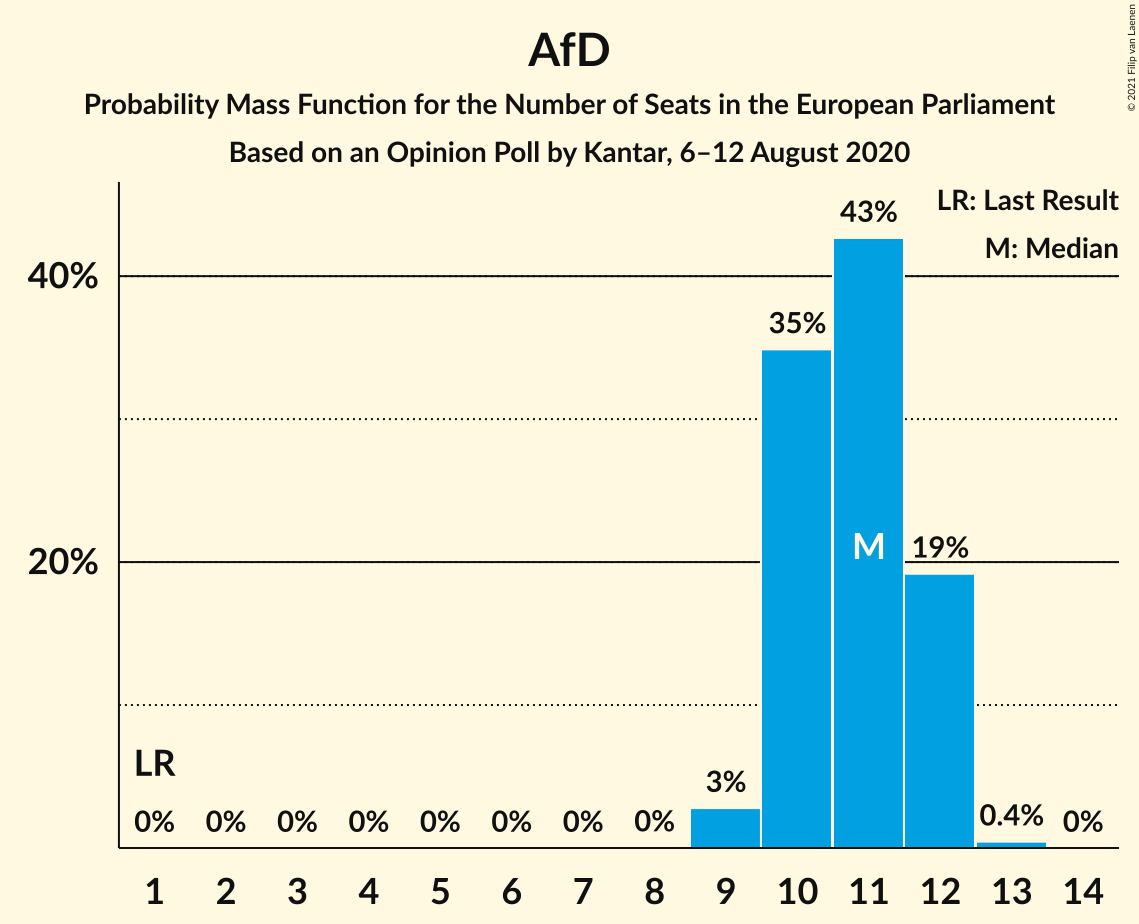 AfD
Probability Mass Function for the Number of Seats in the European Parliament
Based on an Opinion Poll by Kantar, 6–12 August 2020
© 2021 Filip van Laenen
LR: Last Result
M: Median
43%
40%
35%
M
19%
20%
LR
3%
0% 0% 0% 0% 0% 0% 0% 0% 0.4% 0%
1 2 3 4 5 6 7 8 9 10 11 12 13 14